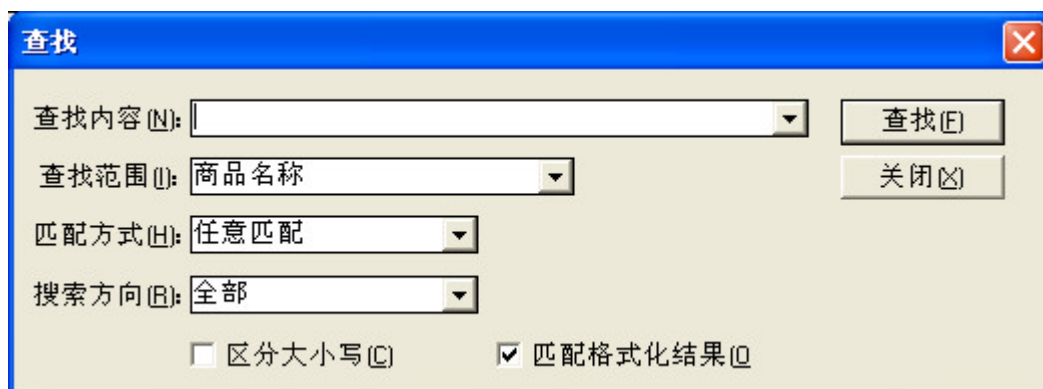 查找
查找内容(N): 查找(F)
查找范围(I): 商品名称 关闭(X)
匹配方式(H): 任意匹配
搜索方向(R): 全部
区分大小写(C) 匹配格式化结果(O